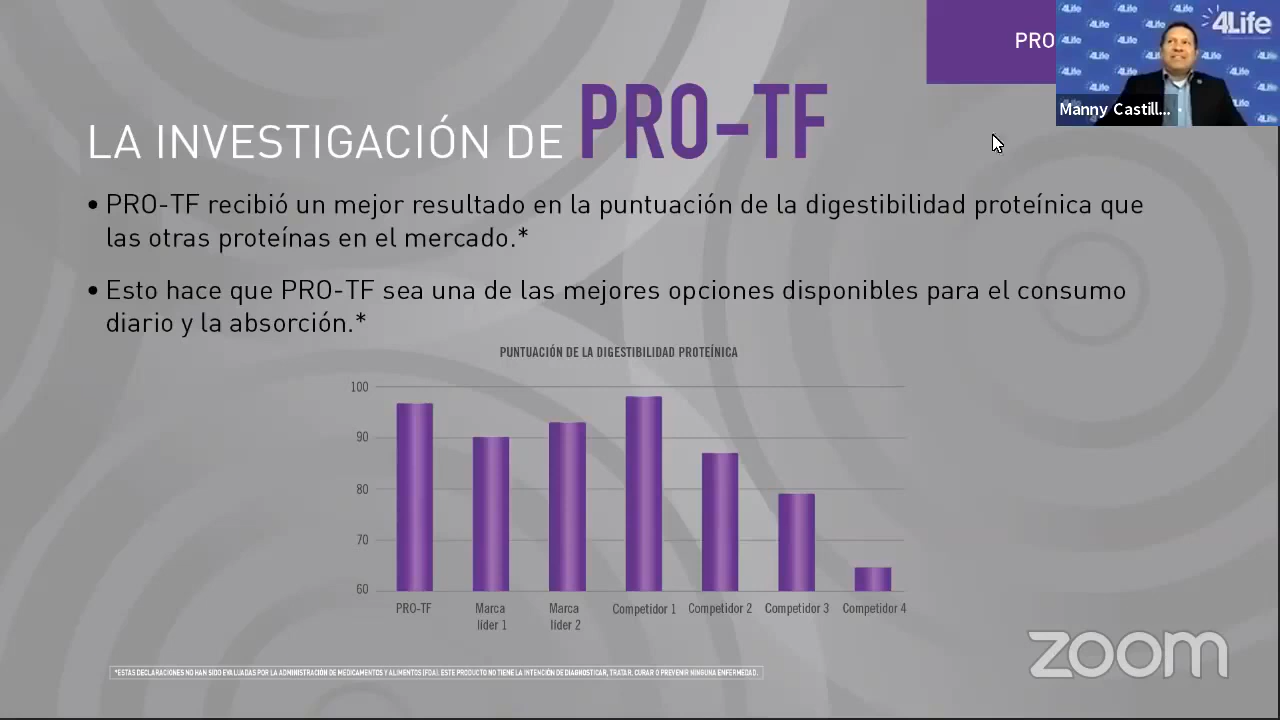 PRO
4Life
Manny Castill...
LA INVESTIGACIÓN DE PRO-TF
• PRO-TF recibió un mejor resultado en la puntuación de la digestibilidad proteínica que
las otras proteínas en el mercado.*
• Esto hace que PRO-TF sea una de las mejores opciones disponibles para el consumo
diario y la absorción.*
PUNTUACIÓN DE LA DIGESTIBILIDAD PROTEÍNICA
100
90
80
70
60
PRO-TF
Marca
líder 1
Marca
líder 2
Competidor 1
Competidor 2
Competidor 3
Competidor 4
zoom
*ESTAS DECLARACIONES NO HAN SIDO EVALUADAS POR LA ADMINISTRACIÓN DE MEDICAMENTOS Y ALIMENTOS (FDA). ESTE PRODUCTO NO TIENE LA INTENCIÓN DE DIAGNOSTICAR, TRATAR, CURAR O PREVENIR NINGUNA ENFERMEDAD.